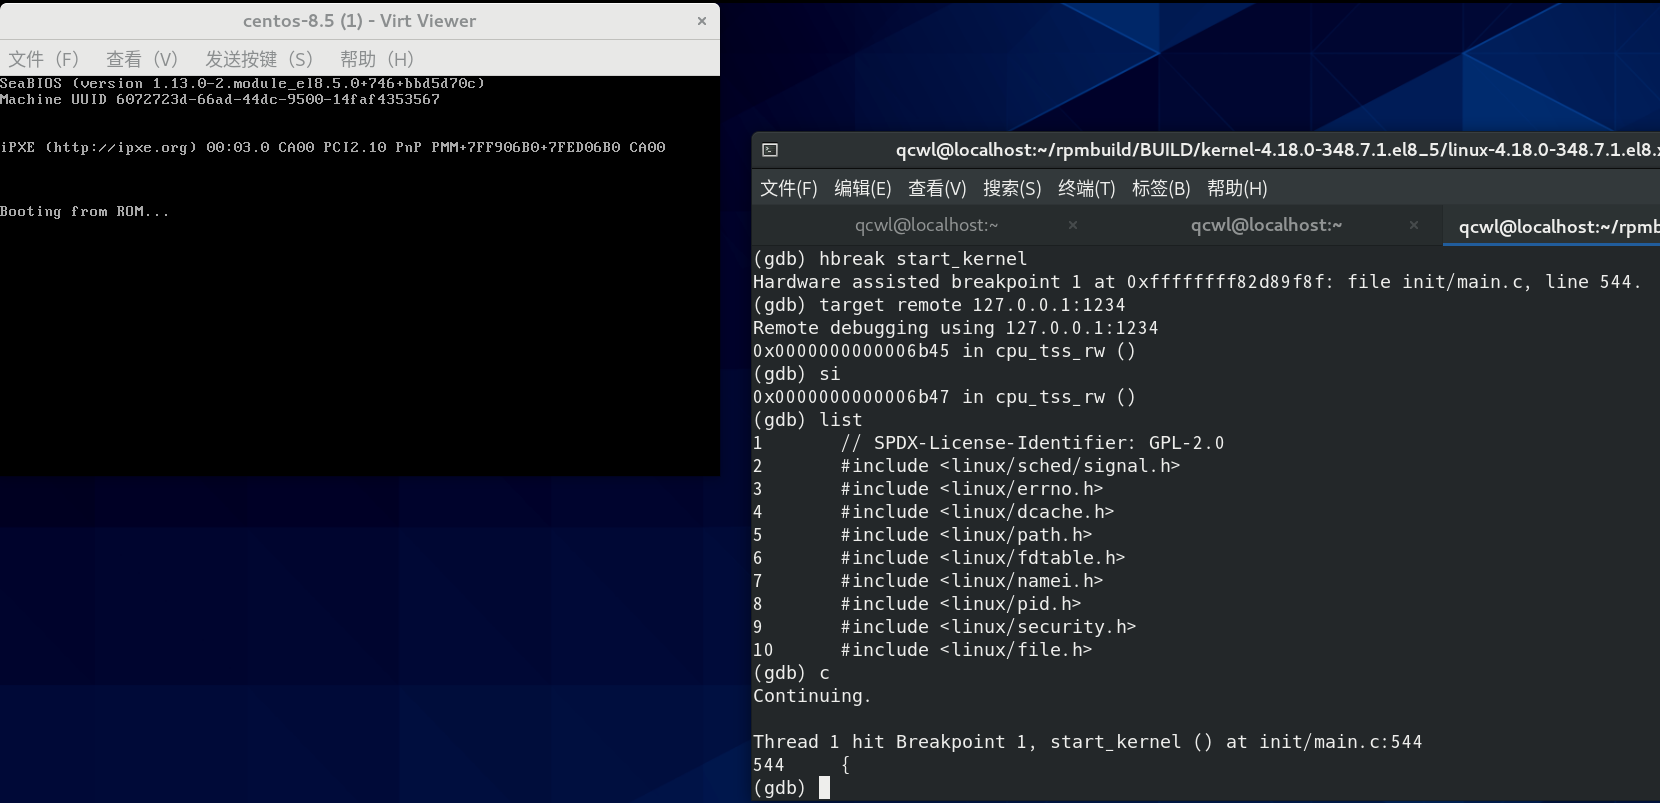 centos-8.5 (1) - Virt Viewer ×
文件（F） 查看（V） 发送按键（S） 帮助（H）
SeaBIOS (version 1.13.0-2.module_el8.5.0+746+bbd5d70c)
Machine UUID 6072723d-66ad-44dc-9500-14faf4353567
iPXE (http://ipxe.org) 00:03.0 CA00 PCI2.10 PnP PMM+7FF906B0+7FED06B0 CA00
Booting from ROM...
qcwl@localhost:~/rpmbuild/BUILD/kernel-4.18.0-348.7.1.el8_5/linux-4.18.0-348.7.1.el8.x
文件(F) 编辑(E) 查看(V) 搜索(S) 终端(T) 标签(B) 帮助(H)
qcwl@localhost:~ × qcwl@localhost:~ × qcwl@localhost:~/rpmb
(gdb) hbreak start_kernel
Hardware assisted breakpoint 1 at 0xffffffff82d89f8f: file init/main.c, line 544.
(gdb) target remote 127.0.0.1:1234
Remote debugging using 127.0.0.1:1234
0x0000000000006b45 in cpu_tss_rw ()
(gdb) si
0x0000000000006b47 in cpu_tss_rw ()
(gdb) list
1 // SPDX-License-Identifier: GPL-2.0
2 #include <linux/sched/signal.h>
3 #include <linux/errno.h>
4 #include <linux/dcache.h>
5 #include <linux/path.h>
6 #include <linux/fdtable.h>
7 #include <linux/namei.h>
8 #include <linux/pid.h>
9 #include <linux/security.h>
10 #include <linux/file.h>
(gdb) c
Continuing.
Thread 1 hit Breakpoint 1, start_kernel () at init/main.c:544
544 {
(gdb)